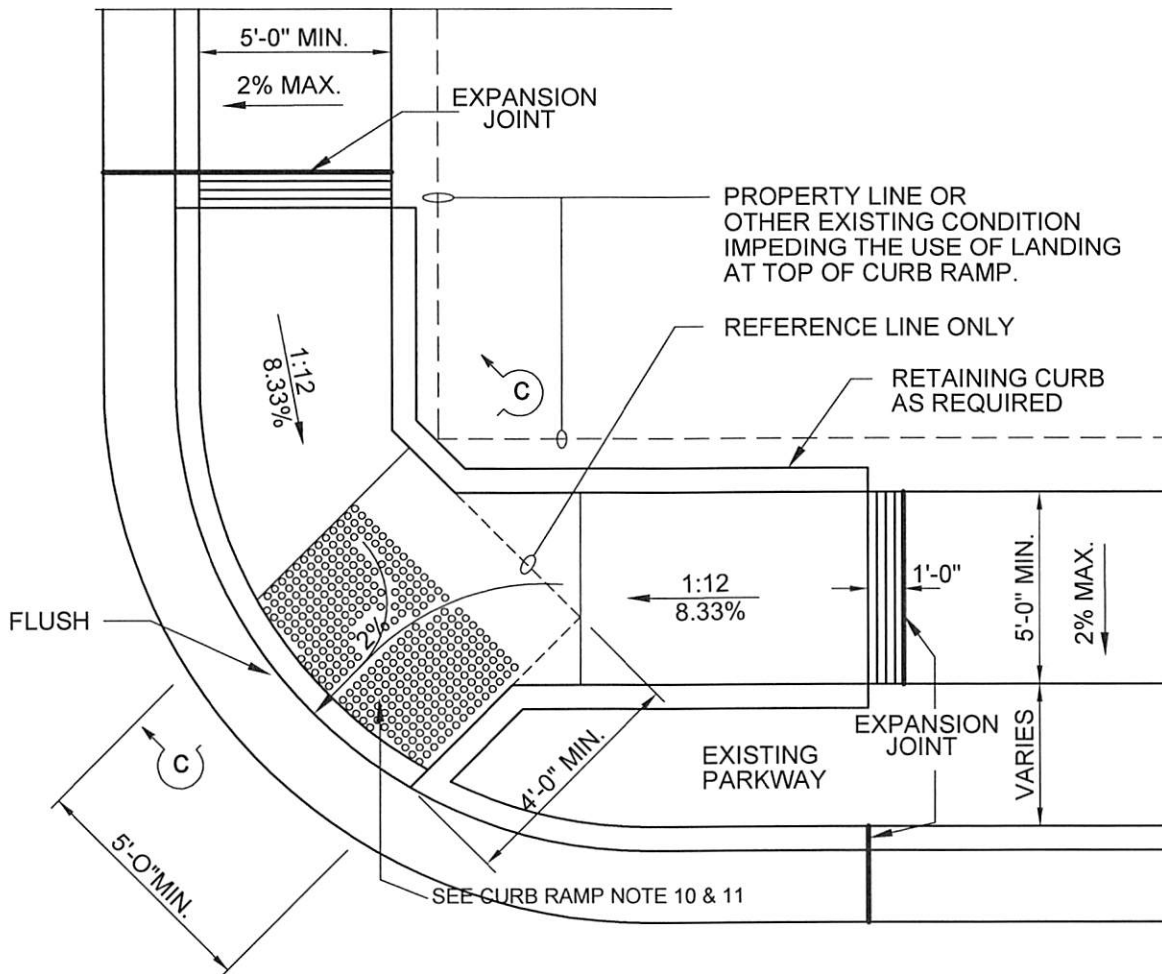 5'-0" MIN.
2% MAX.
EXPANSION
JOINT
PROPERTY LINE OR
OTHER EXISTING CONDITION
IMPEDING THE USE OF LANDING
AT TOP OF CURB RAMP.
REFERENCE LINE ONLY
1:12
8.33%
C
RETAINING CURB
AS REQUIRED
FLUSH
2%
1:12
8.33%
1'-0"
5'-0" MIN.
2% MAX.
C
4'-0" MIN.
EXISTING
PARKWAY
EXPANSION
JOINT
VARIES
5'-O"MIN.
SEE CURB RAMP NOTE 10 & 11